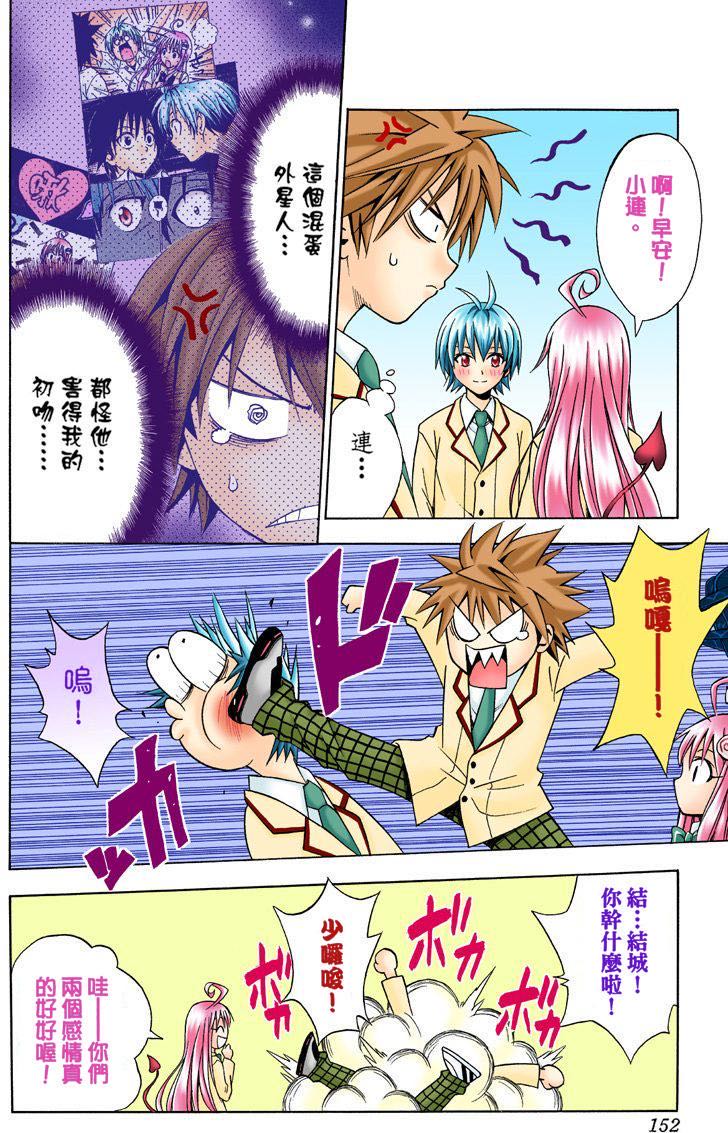 啊！早安！
小連。
連…
這個混蛋
外星人…
都怪他…
害得我的
初吻……
嗚嘎——！
ドカッ
嗚！
結…結城！
你幹什麼啦！
ボカ
ボカ
少囉唆！
ボカ
哇——你們
兩個感情真
的好好喔！
152